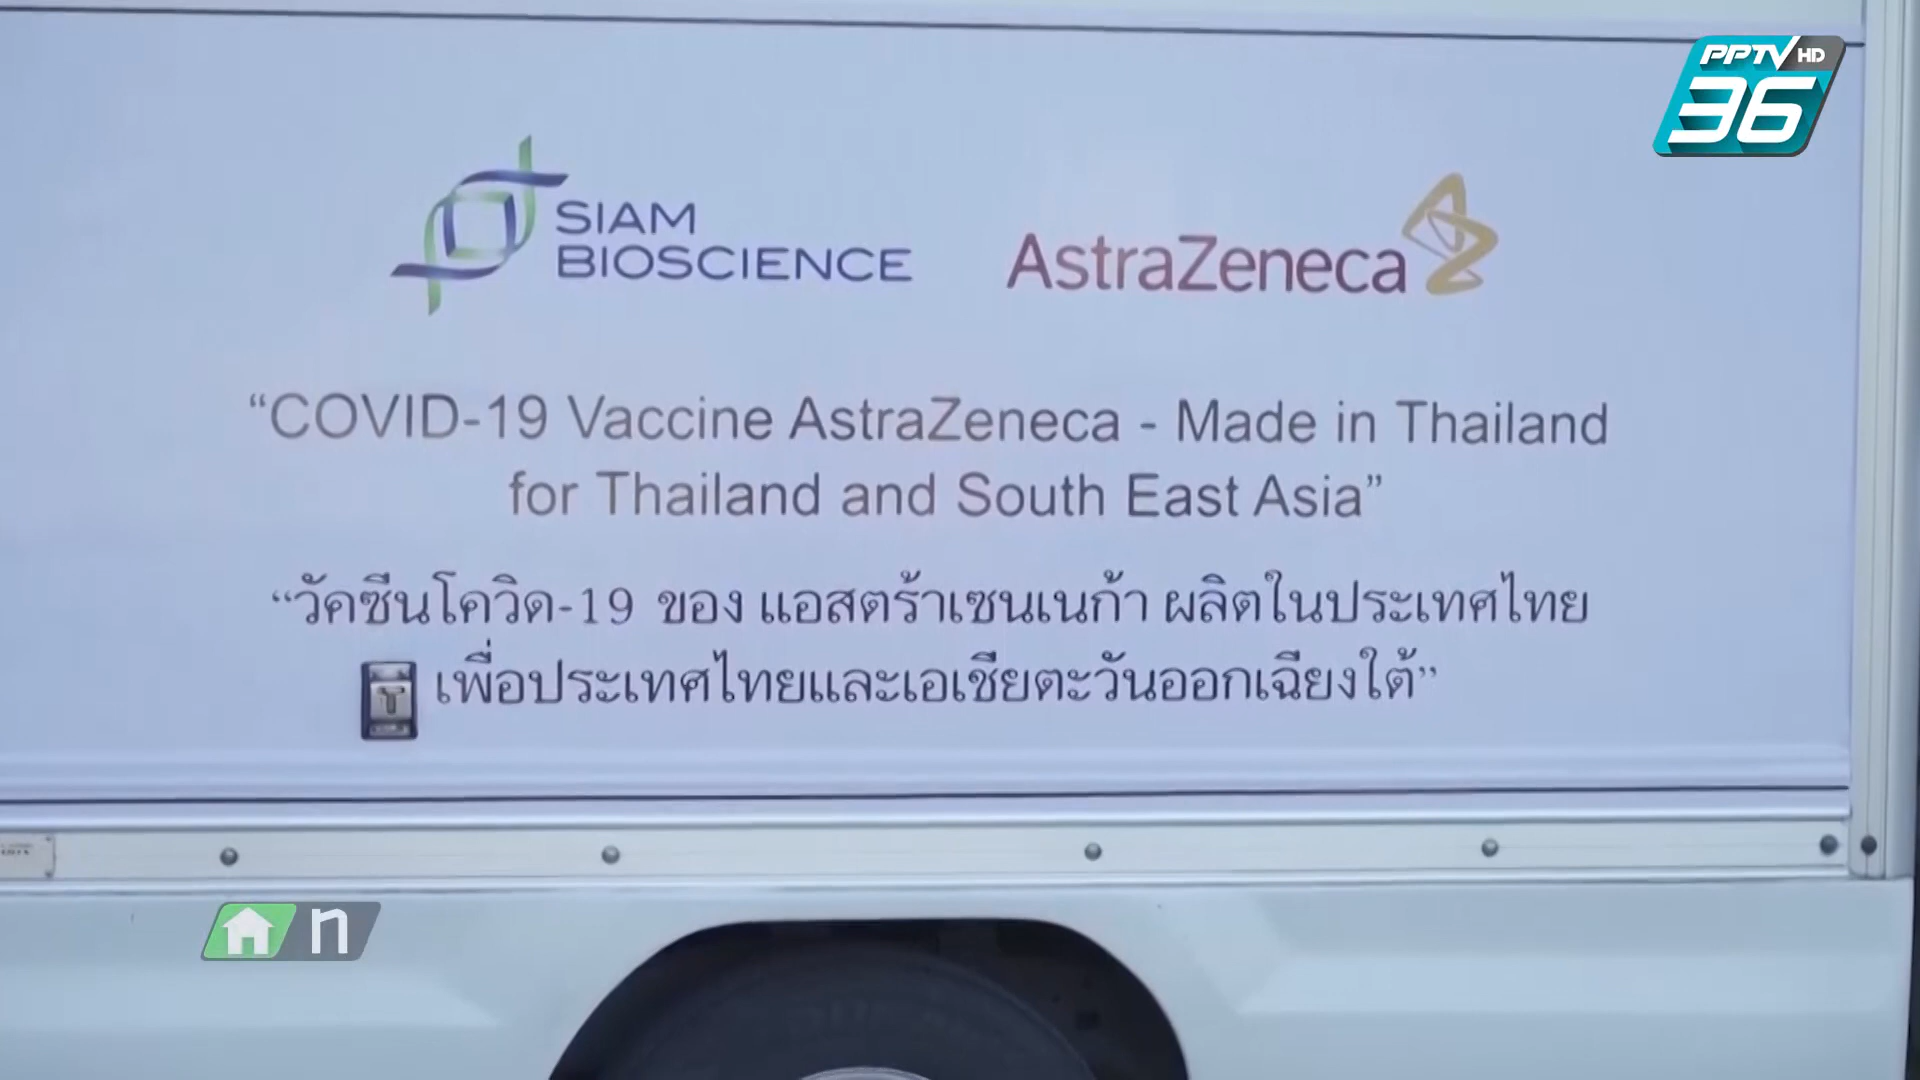 PPTV HD
36
SIAM
BIOSCIENCE
AstraZeneca
“COVID-19 Vaccine AstraZeneca - Made in Thailand
for Thailand and South East Asia”
“วัคซีนโควิด-19 ของ แอสตร้าเซนเนก้า ผลิตในประเทศไทย
เพื่อประเทศไทยและเอเชียตะวันออกเฉียงใต้”
ท